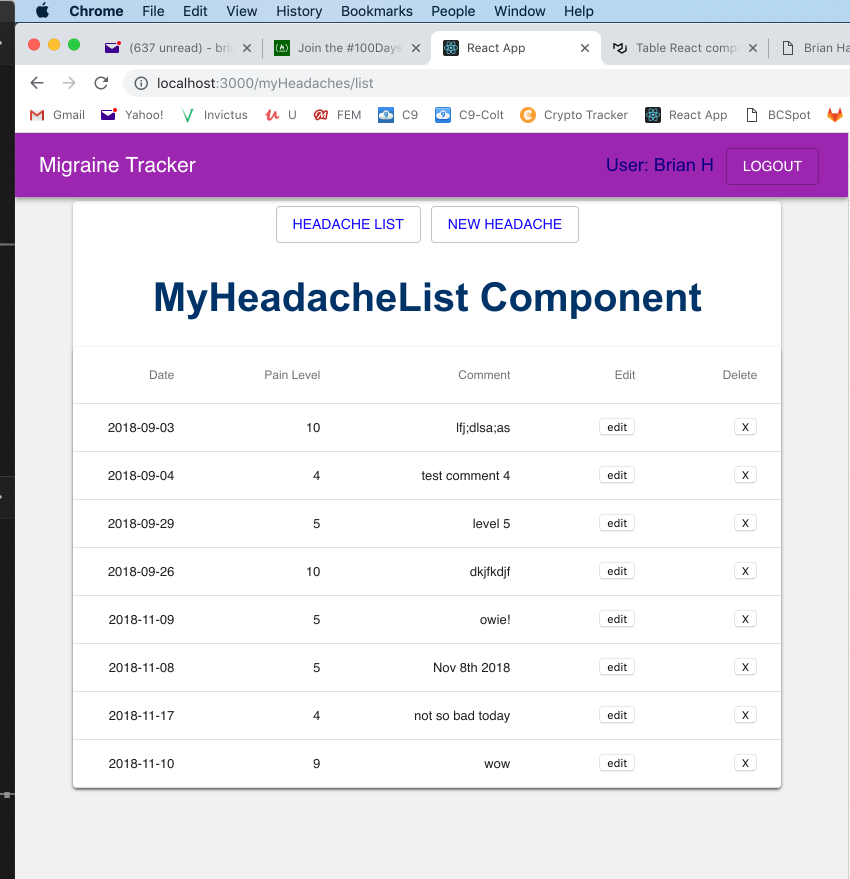 Chrome File Edit View History Bookmarks People Window Help
(637 unread) - bria Join the #100Days React App Table React comp Brian Ha
localhost:3000/myHeadaches/list
Gmail Yahoo! Invictus U FEM C9 C9-Colt Crypto Tracker React App BCSpot
Migraine Tracker User: Brian H LOGOUT
HEADACHE LIST NEW HEADACHE
MyHeadacheList Component
Date Pain Level Comment Edit Delete
2018-09-03 10 lfj;dlsa;as edit X
2018-09-04 4 test comment 4 edit X
2018-09-29 5 level 5 edit X
2018-09-26 10 dkjfkdjf edit X
2018-11-09 5 owie! edit X
2018-11-08 5 Nov 8th 2018 edit X
2018-11-17 4 not so bad today edit X
2018-11-10 9 wow edit X